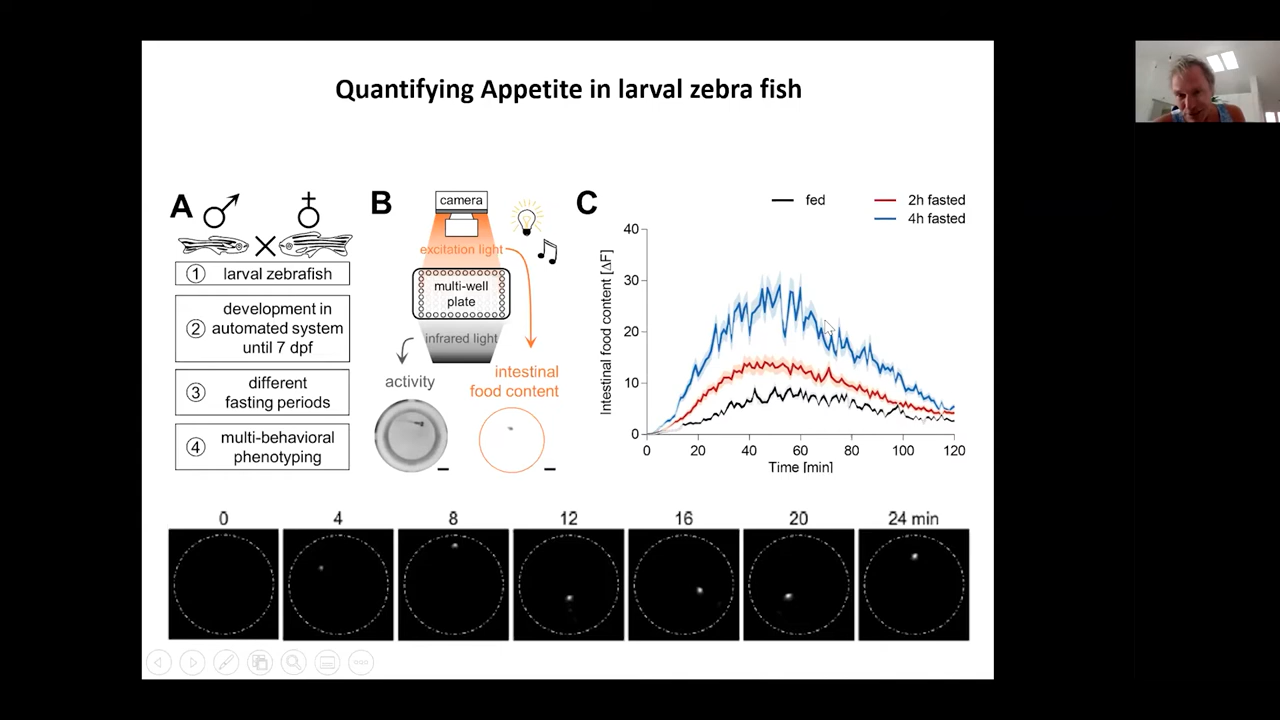 Quantifying Appetite in larval zebra fish
A
1 larval zebrafish
2 development in
automated system
until 7 dpf
3 different
fasting periods
4 multi-behavioral
phenotyping
B
camera
excitation light
multi-well
plate
infrared light
activity
intestinal
food content
C
fed
2h fasted
4h fasted
Intestinal food content [ΔF]
40
30
20
10
0
0 20 40 60 80 100 120
Time [min]
0 4 8 12 16 20 24 min